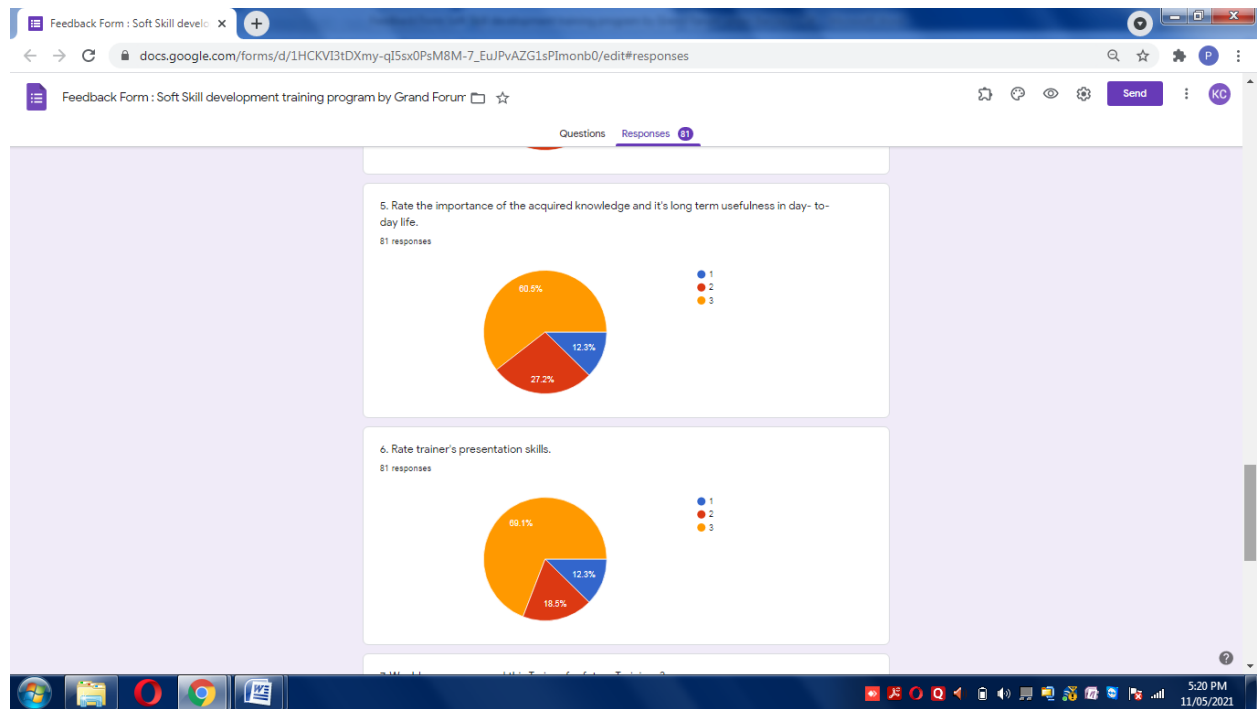 Feedback Form : Soft Skill develo
docs.google.com/forms/d/1HCKVI3tDXmy-qI5sx0PsM8M-7_EuJPvAZG1sPImonb0/edit#responses
P
Feedback Form : Soft Skill development training program by Grand Forum
Send
KC
Questions Responses 81
5. Rate the importance of the acquired knowledge and it's long term usefulness in day- to-
day life.
81 responses
60.5%
12.3%
27.2%
1
2
3
6. Rate trainer's presentation skills.
81 responses
69.1%
12.3%
18.5%
1
2
3
5:20 PM
11/05/2021